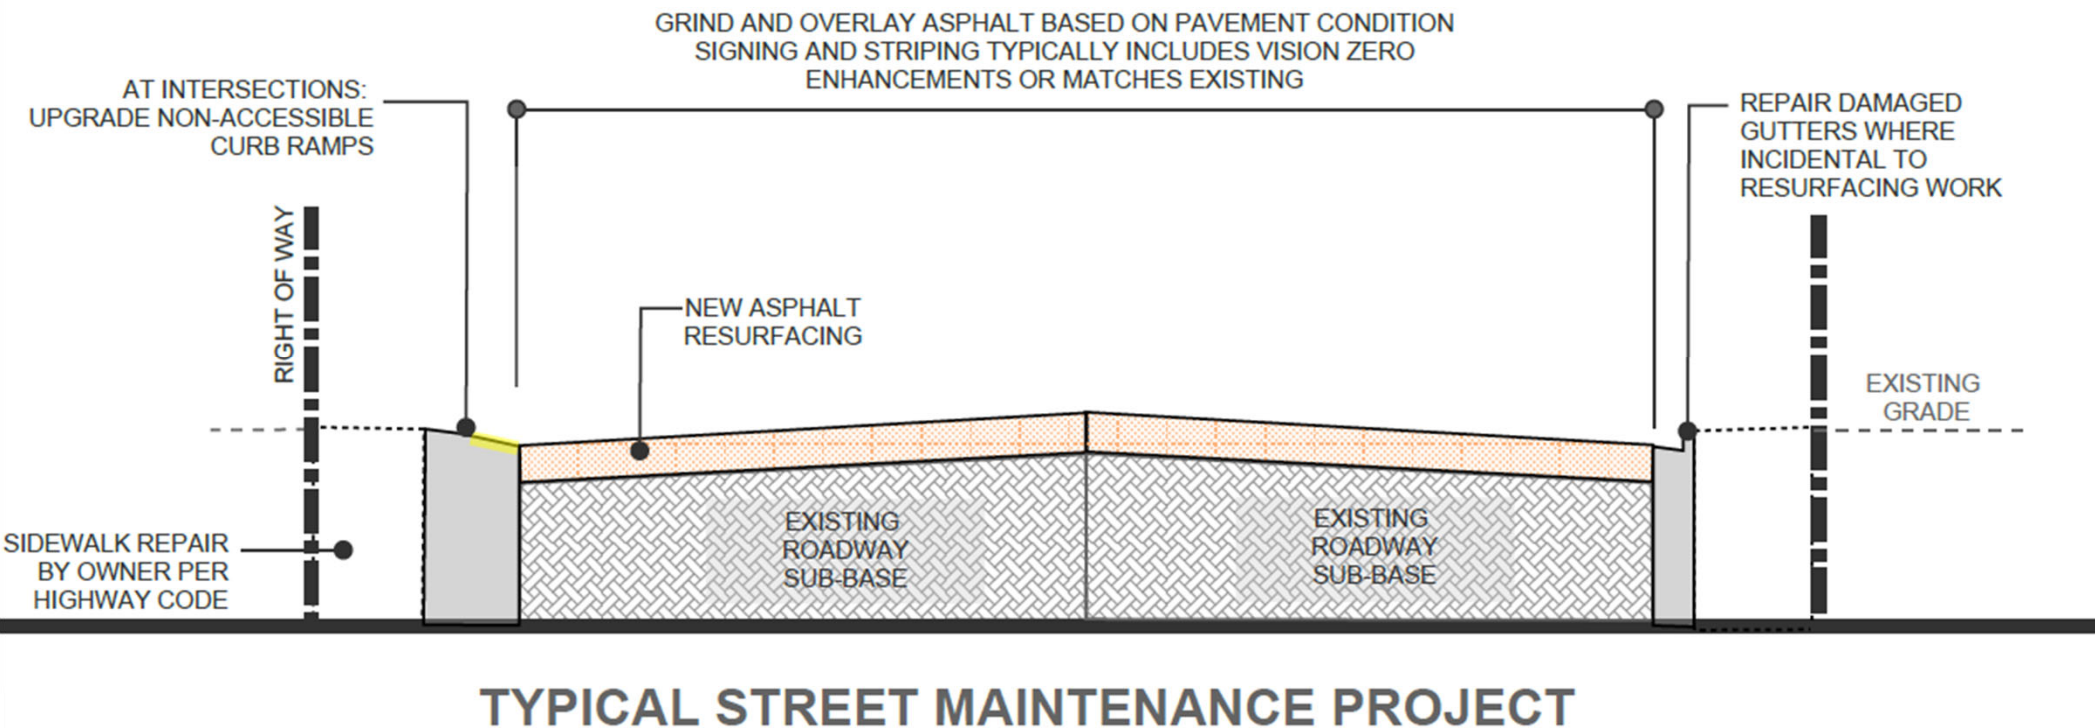 GRIND AND OVERLAY ASPHALT BASED ON PAVEMENT CONDITION
SIGNING AND STRIPING TYPICALLY INCLUDES VISION ZERO
ENHANCEMENTS OR MATCHES EXISTING
AT INTERSECTIONS:
UPGRADE NON-ACCESSIBLE
CURB RAMPS
REPAIR DAMAGED
GUTTERS WHERE
INCIDENTAL TO
RESURFACING WORK
RIGHT OF WAY
NEW ASPHALT
RESURFACING
EXISTING
GRADE
SIDEWALK REPAIR
BY OWNER PER
HIGHWAY CODE
EXISTING
ROADWAY
SUB-BASE
EXISTING
ROADWAY
SUB-BASE
TYPICAL STREET MAINTENANCE PROJECT